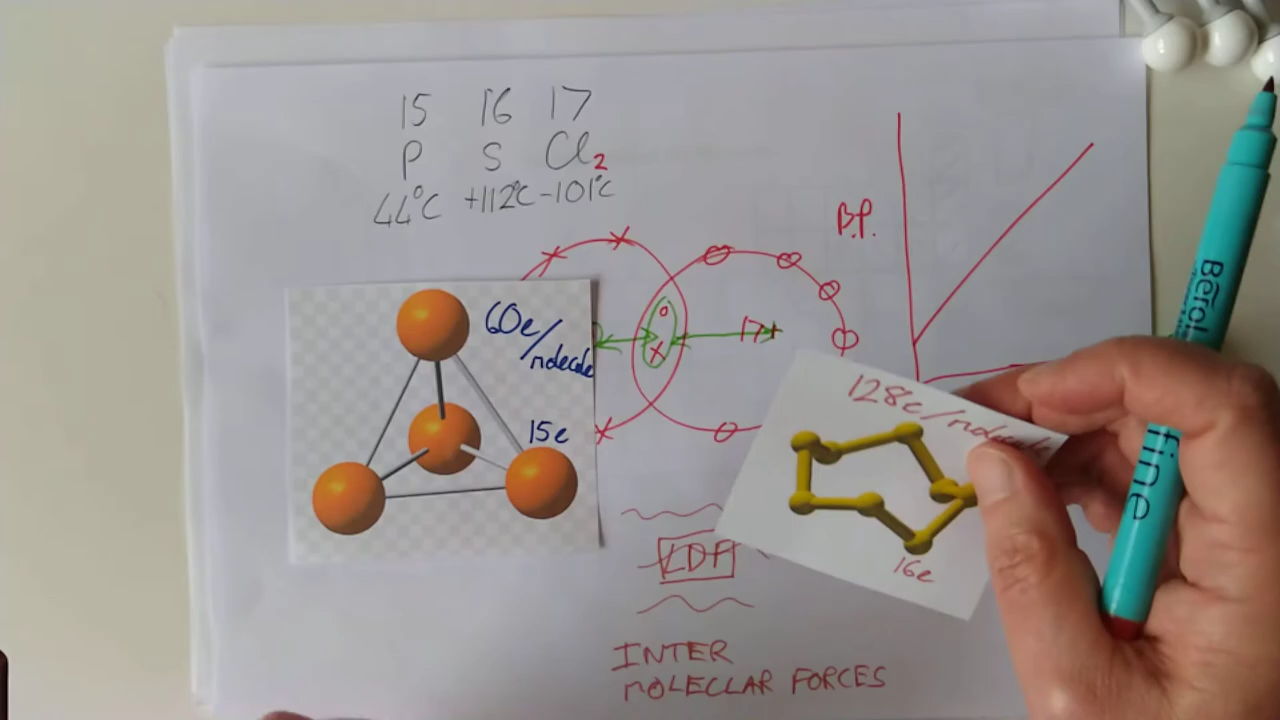 15 16 17
P S Cl₂
44°C +112°C -101°C
B.P.
60e/
molecule
15e
17+
128e/molecule
16e
LDF
INTER
MOLECLAR FORCES
Berol
fine